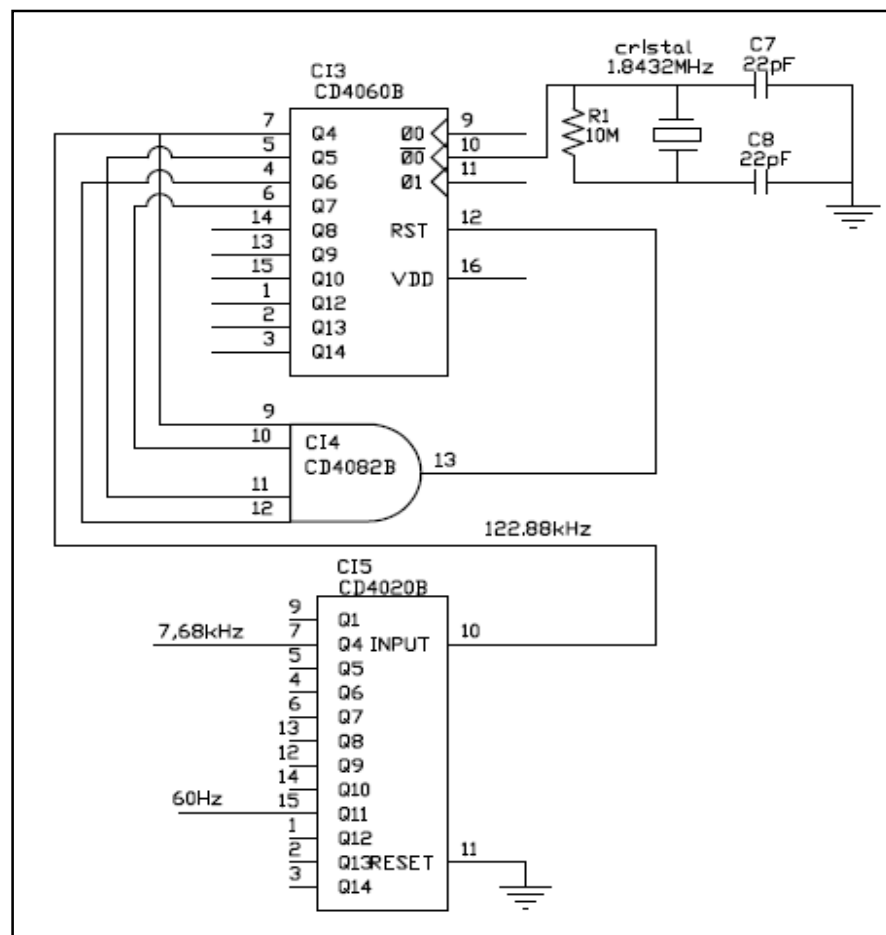 cristal
1.8432MHz
C7
22pF
CI3
CD4060B
7 Q4 Ø0 9
5 Q5 Ø0 10
4 Q6 Ø1 11
6 Q7
14 Q8 RST 12
13 Q9
15 Q10 VDD 16
1 Q12
2 Q13
3 Q14
R1
10M
C8
22pF
9
10
11
12
CI4
CD4082B
13
122.88kHz
CI5
CD4020B
9 Q1
7,68kHz 7 Q4 INPUT 10
5 Q5
4 Q6
6 Q7
13 Q8
12 Q9
14 Q10
60Hz 15 Q11
1 Q12
2 Q13 RESET 11
3 Q14